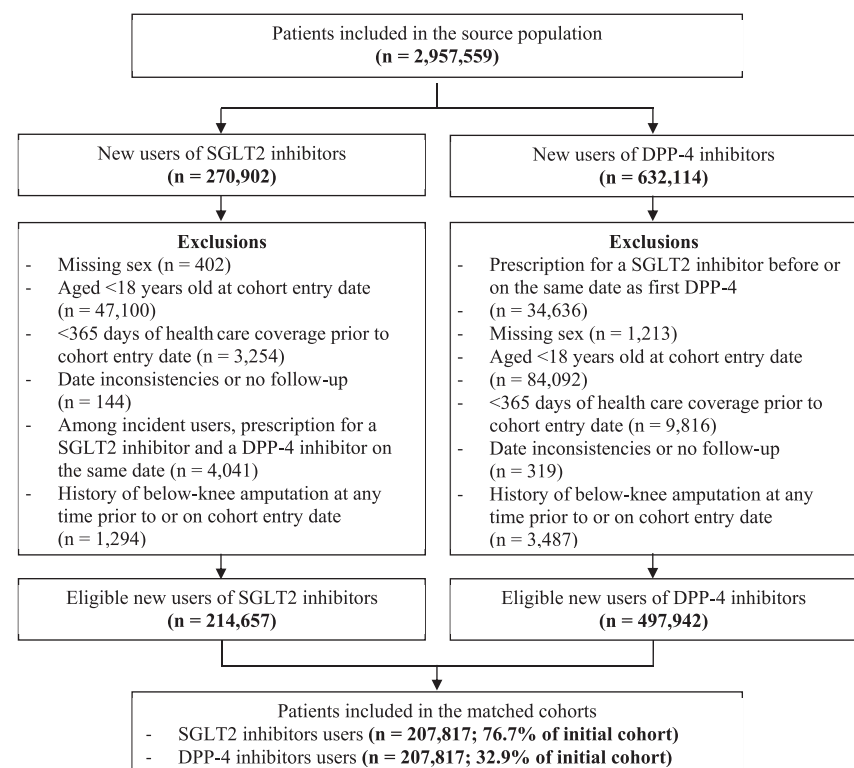 Patients included in the source population
(n = 2,957,559)
New users of SGLT2 inhibitors
(n = 270,902)
New users of DPP-4 inhibitors
(n = 632,114)
Exclusions
- Missing sex (n = 402)
- Aged <18 years old at cohort entry date
(n = 47,100)
- <365 days of health care coverage prior to
cohort entry date (n = 3,254)
- Date inconsistencies or no follow-up
(n = 144)
- Among incident users, prescription for a
SGLT2 inhibitor and a DPP-4 inhibitor on
the same date (n = 4,041)
- History of below-knee amputation at any
time prior to or on cohort entry date
(n = 1,294)
Exclusions
- Prescription for a SGLT2 inhibitor before or
on the same date as first DPP-4
- (n = 34,636)
- Missing sex (n = 1,213)
- Aged <18 years old at cohort entry date
- (n = 84,092)
- <365 days of health care coverage prior to
cohort entry date (n = 9,816)
- Date inconsistencies or no follow-up
- (n = 319)
- History of below-knee amputation at any
time prior to or on cohort entry date
(n = 3,487)
Eligible new users of SGLT2 inhibitors
(n = 214,657)
Eligible new users of DPP-4 inhibitors
(n = 497,942)
Patients included in the matched cohorts
- SGLT2 inhibitors users (n = 207,817; 76.7% of initial cohort)
- DPP-4 inhibitors users (n = 207,817; 32.9% of initial cohort)